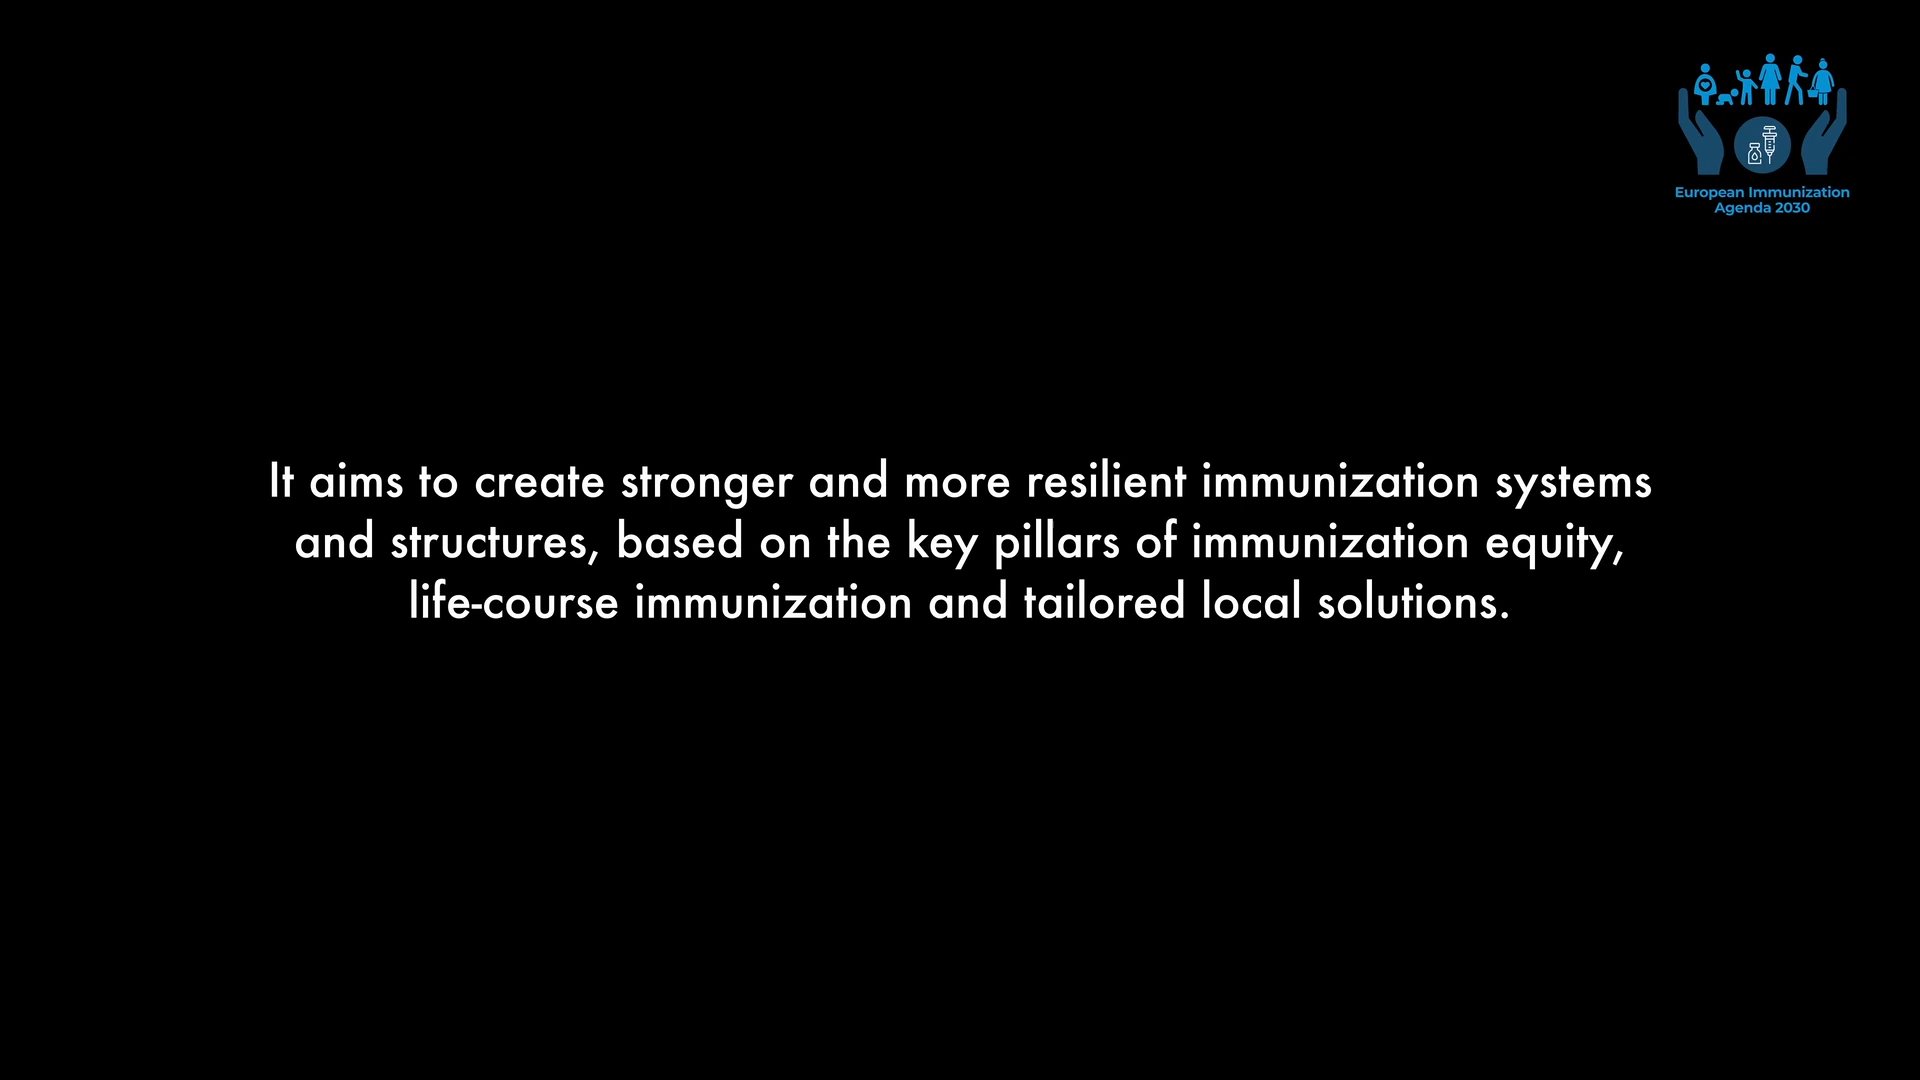 European Immunization
Agenda 2030
It aims to create stronger and more resilient immunization systems
and structures, based on the key pillars of immunization equity,
life-course immunization and tailored local solutions.